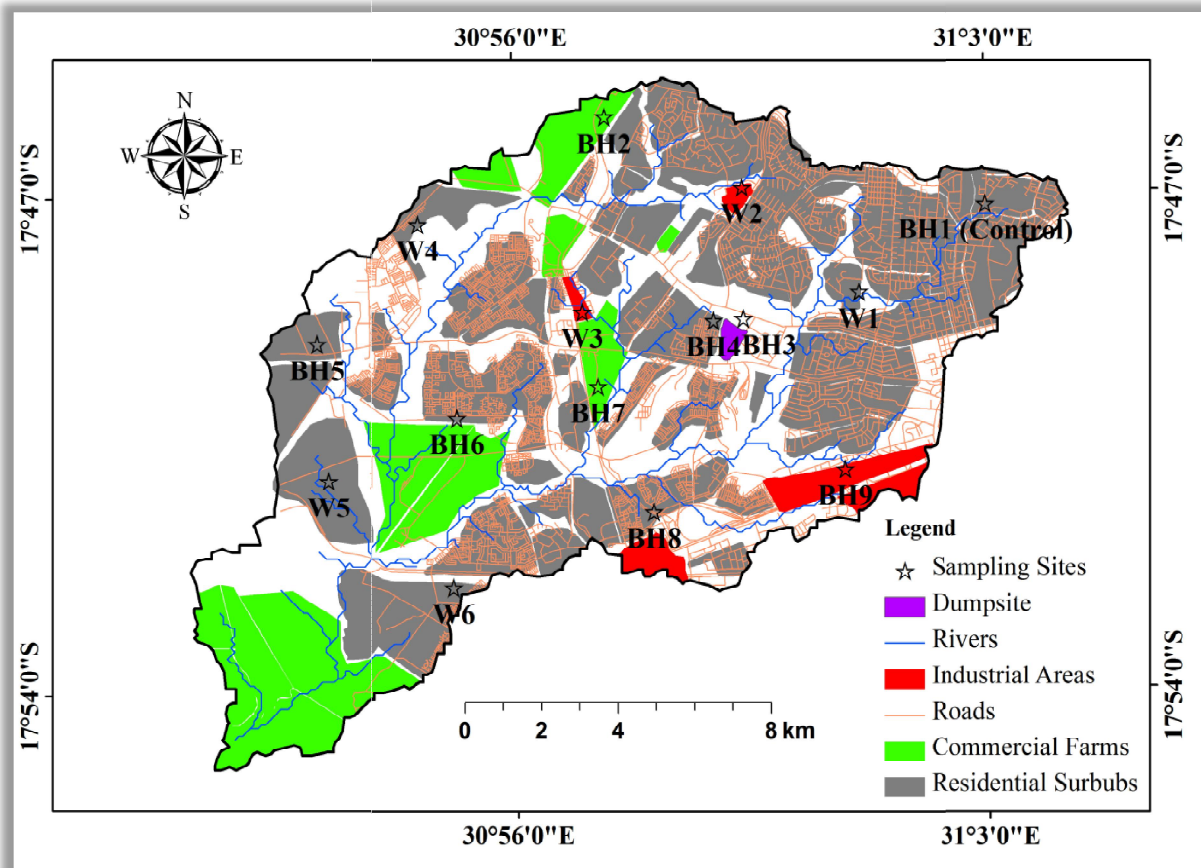 30°56'0"E
31°3'0"E
N
W
E
S
17°47'0"S
17°47'0"S
BH2
W2
BH1 (Control)
W4
W1
W3
BH4
BH3
BH5
BH7
BH6
BH9
W5
BH8
W6
Legend
Sampling Sites
Dumpsite
Rivers
Industrial Areas
Roads
Commercial Farms
Residential Surbubs
0 2 4 8 km
17°54'0"S
17°54'0"S
30°56'0"E
31°3'0"E